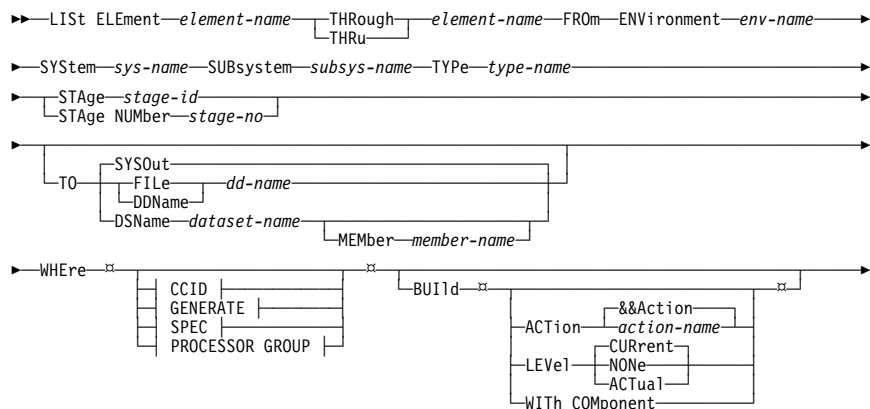 LISt ELEment element-name THRough element-name FROm ENVironment env-name
THRu
SYStem sys-name SUBsystem subsys-name TYPe type-name
STAge stage-id
STAge NUMber stage-no
SYSOut
TO FILe dd-name
DDName
DSName dataset-name
MEMber member-name
WHEre ¤ ¤
CCID BUIld ¤ ¤
GENERATE &&Action
SPEC ACTion action-name
PROCESSOR GROUP CURrent
LEVel NONe
ACTual
WITh COMponent